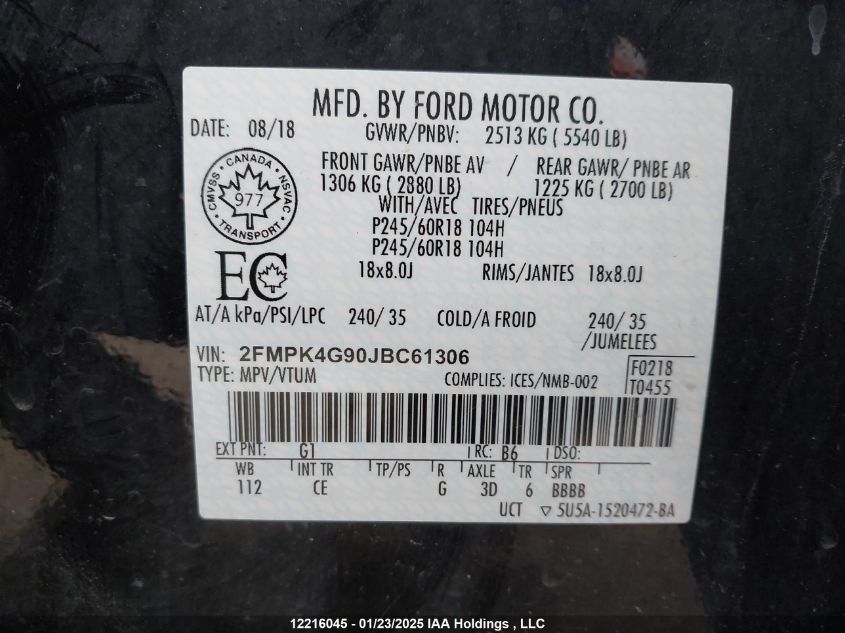 MFD. BY FORD MOTOR CO.
DATE: 08/18 GVWR/PNBV: 2513 KG ( 5540 LB)
FRONT GAWR/PNBE AV / REAR GAWR/ PNBE AR
1306 KG ( 2880 LB) 1225 KG ( 2700 LB)
WITH/AVEC TIRES/PNEUS
P245/60R18 104H
P245/60R18 104H
18x8.0J RIMS/JANTES 18x8.0J
CANADA
CMVSS NSVAC
977
TRANSPORT
EC
AT/A kPa/PSI/LPC 240/ 35 COLD/A FROID 240/ 35
/JUMELEES
VIN: 2FMPK4G90JBC61306
TYPE: MPV/VTUM COMPLIES: ICES/NMB-002
F0218
T0455
EXT PNT: G1 RC: B6 DSO:
WB INT TR TP/PS R AXLE TR SPR
112 CE G 3D 6 BBBB
UCT ▽ 5U5A-1520472-BA
12216045 - 01/23/2025 IAA Holdings , LLC